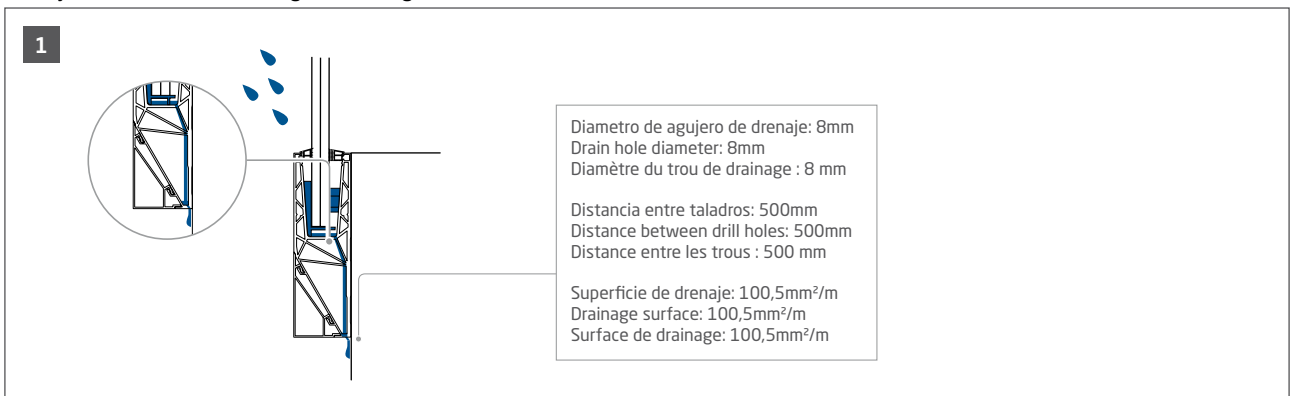 1
Diametro de agujero de drenaje: 8mm
Drain hole diameter: 8mm
Diamètre du trou de drainage : 8 mm
Distancia entre taladros: 500mm
Distance between drill holes: 500mm
Distance entre les trous : 500 mm
Superficie de drenaje: 100,5mm²/m
Drainage surface: 100,5mm²/m
Surface de drainage: 100,5mm²/m